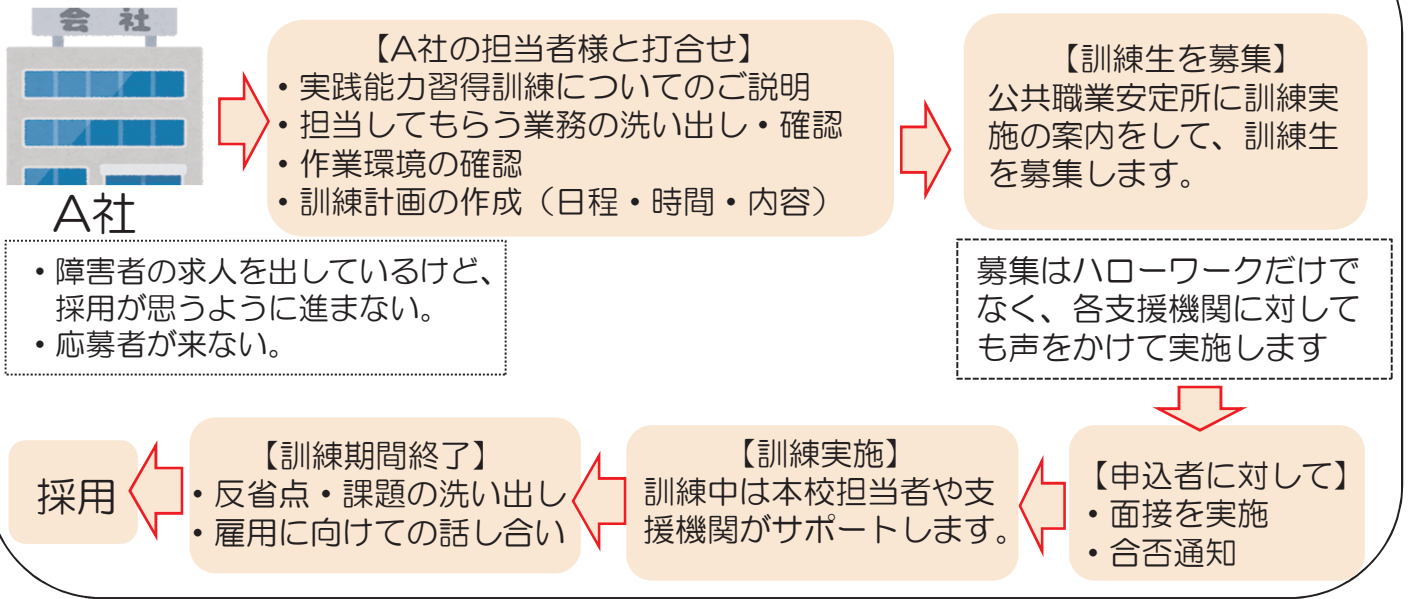 会 社
A社
・障害者の求人を出しているけど、
採用が思うように進まない。
・応募者が来ない。
【A社の担当者様と打合せ】
・実践能力習得訓練についてのご説明
・担当してもらう業務の洗い出し・確認
・作業環境の確認
・訓練計画の作成（日程・時間・内容）
【訓練生を募集】
公共職業安定所に訓練実
施の案内をして、訓練生
を募集します。
募集はハローワークだけで
なく、各支援機関に対して
も声をかけて実施します
【申込者に対して】
・面接を実施
・合否通知
【訓練実施】
訓練中は本校担当者や支
援機関がサポートします。
【訓練期間終了】
・反省点・課題の洗い出し
・雇用に向けての話し合い
採用